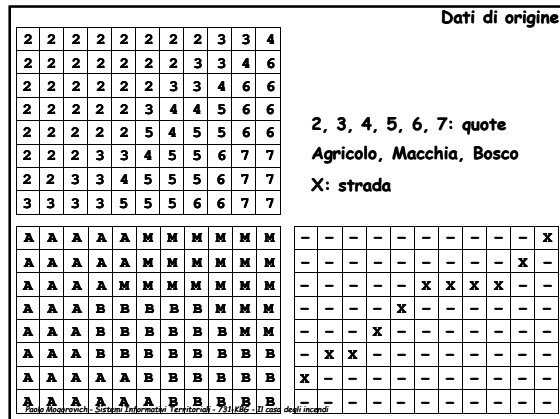 Dati di origine
2 2 2 2 2 2 2 2 3 3 4
2 2 2 2 2 2 2 3 3 4 6
2 2 2 2 2 2 3 3 4 6 6
2 2 2 2 2 3 4 4 5 6 6
2 2 2 2 2 5 4 5 5 6 6
2 2 2 3 3 4 5 5 6 7 7
2 2 3 3 4 5 5 5 6 7 7
3 3 3 3 5 5 5 6 6 7 7
2, 3, 4, 5, 6, 7: quote
Agricolo, Macchia, Bosco
X: strada
A A A A A M M M M M M
A A A A A M M M M M M
A A A A M M M M M M M
A A A B B B B B M M M
A A A B B B B B B M M
A A A B B B B B B B B
A A A A B B B B B B B
A A A A A A B B B B B
- - - - - - - - - - X
- - - - - - - - - X -
- - - - - X X X X - -
- - - - X - - - - - -
- - - X - - - - - - -
- X X - - - - - - - -
X - - - - - - - - - -
- - - - - - - - - - -
Paolo Mogorovich - Sistemi Informativi Territoriali - 731-KBG - Il caso degli incendi